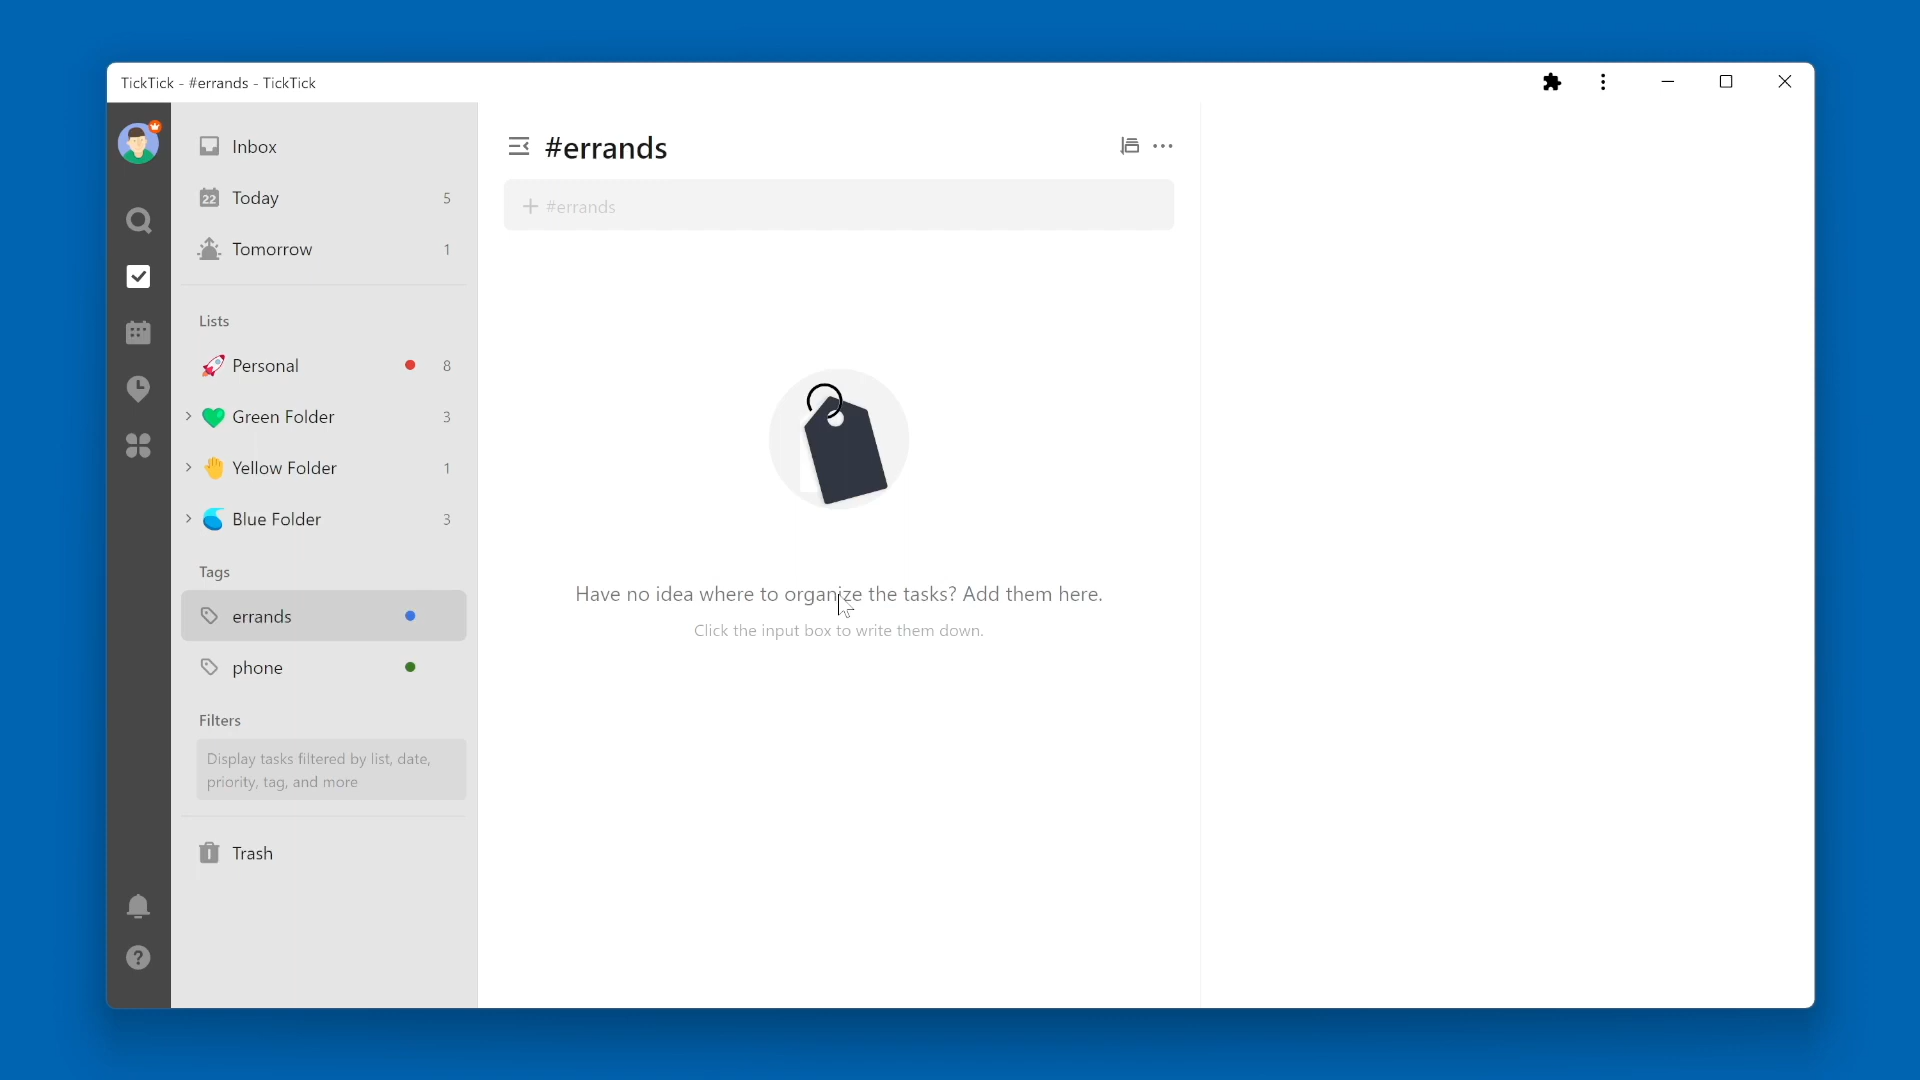 TickTick - #errands - TickTick
Inbox
22 Today 5
Tomorrow 1
Lists
Personal 8
Green Folder 3
Yellow Folder 1
Blue Folder 3
Tags
errands
phone
Filters
Display tasks filtered by list, date,
priority, tag, and more
Trash
?
#errands
+ #errands
Have no idea where to organize the tasks? Add them here.
Click the input box to write them down.